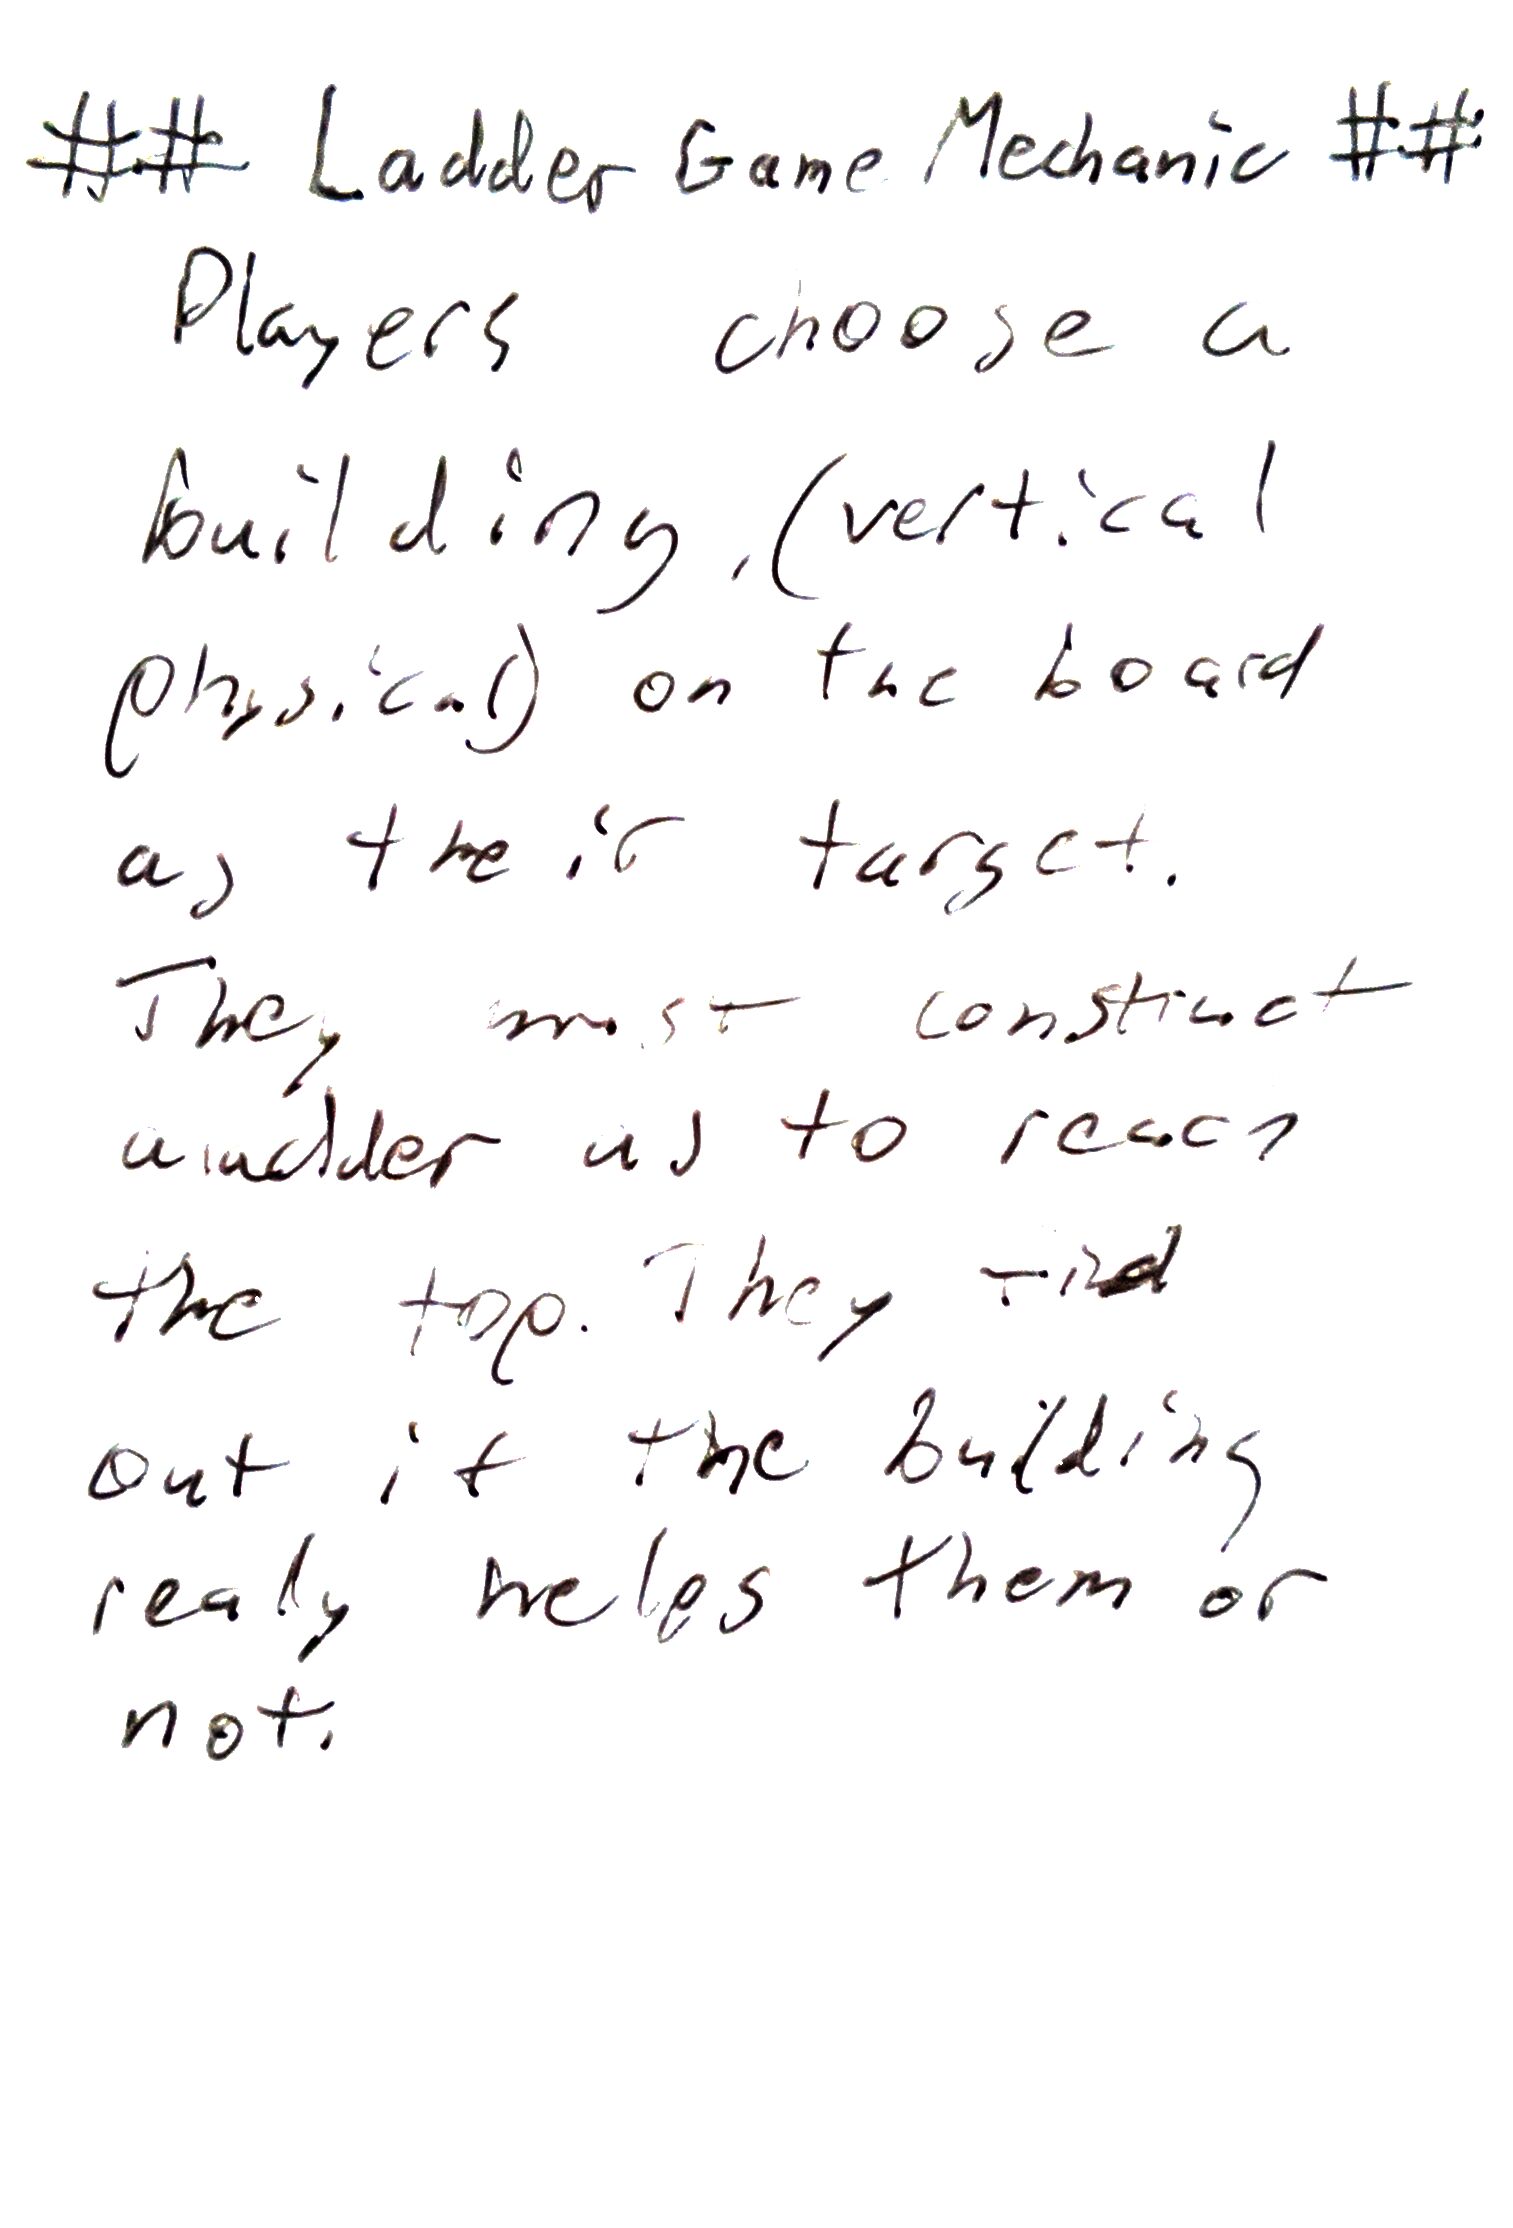 ## Ladder Game Mechanic ##
Players choose a
building, (vertical
physical) on the board
as their target.
They must construct
a ladder as to reach
the top. They find
out if the building
realy helps them or
not.